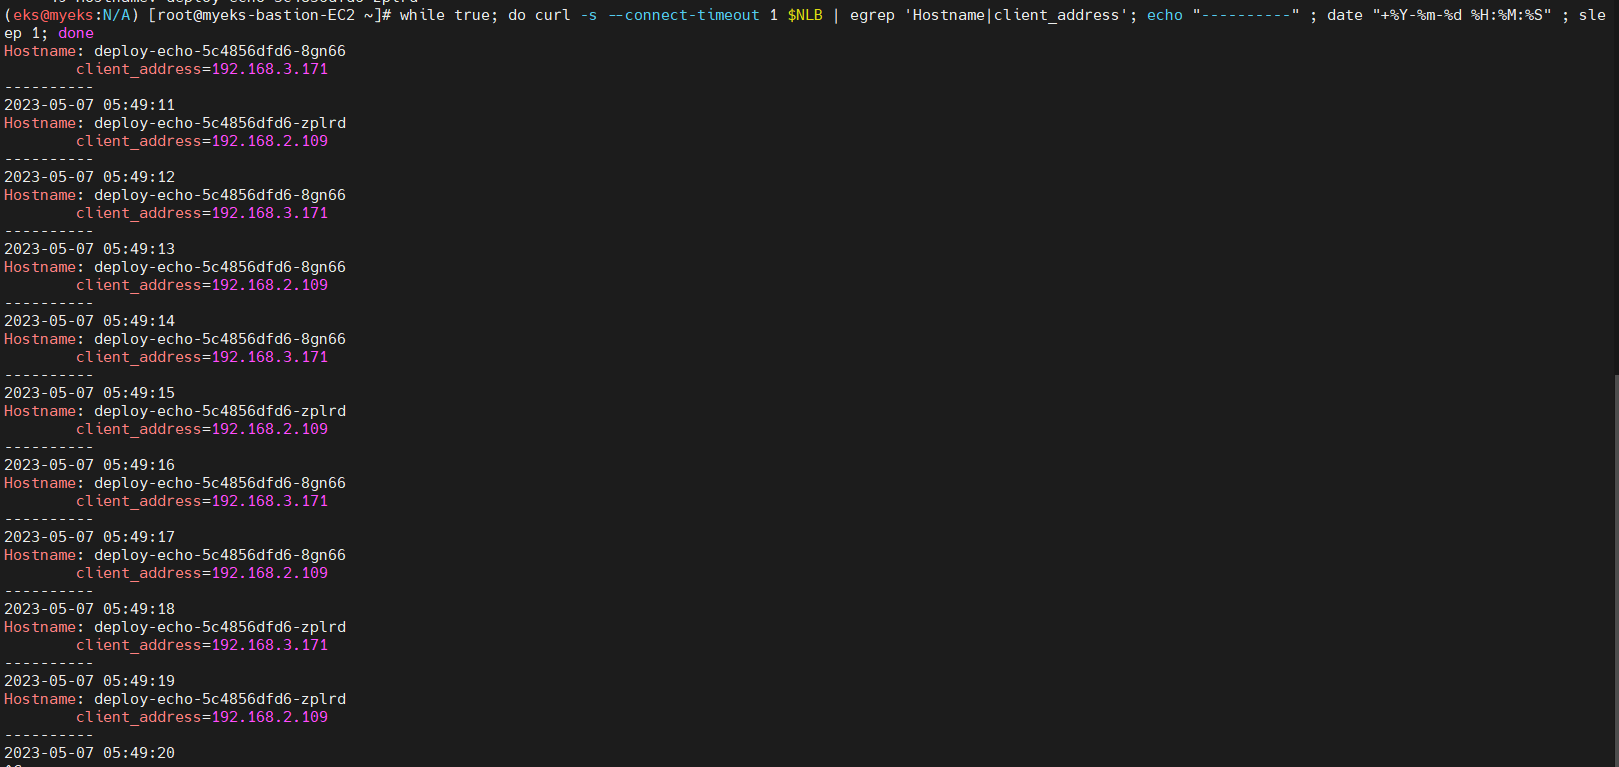 (eks@myeks:N/A) [root@myeks-bastion-EC2 ~]# while true; do curl -s --connect-timeout 1 $NLB | egrep 'Hostname|client_address'; echo "----------" ; date "+%Y-%m-%d %H:%M:%S" ; sle
ep 1; done
Hostname: deploy-echo-5c4856dfd6-8gn66
        client_address=192.168.3.171
----------
2023-05-07 05:49:11
Hostname: deploy-echo-5c4856dfd6-zplrd
        client_address=192.168.2.109
----------
2023-05-07 05:49:12
Hostname: deploy-echo-5c4856dfd6-8gn66
        client_address=192.168.3.171
----------
2023-05-07 05:49:13
Hostname: deploy-echo-5c4856dfd6-8gn66
        client_address=192.168.2.109
----------
2023-05-07 05:49:14
Hostname: deploy-echo-5c4856dfd6-8gn66
        client_address=192.168.3.171
----------
2023-05-07 05:49:15
Hostname: deploy-echo-5c4856dfd6-zplrd
        client_address=192.168.2.109
----------
2023-05-07 05:49:16
Hostname: deploy-echo-5c4856dfd6-8gn66
        client_address=192.168.3.171
----------
2023-05-07 05:49:17
Hostname: deploy-echo-5c4856dfd6-8gn66
        client_address=192.168.2.109
----------
2023-05-07 05:49:18
Hostname: deploy-echo-5c4856dfd6-zplrd
        client_address=192.168.3.171
----------
2023-05-07 05:49:19
Hostname: deploy-echo-5c4856dfd6-zplrd
        client_address=192.168.2.109
----------
2023-05-07 05:49:20